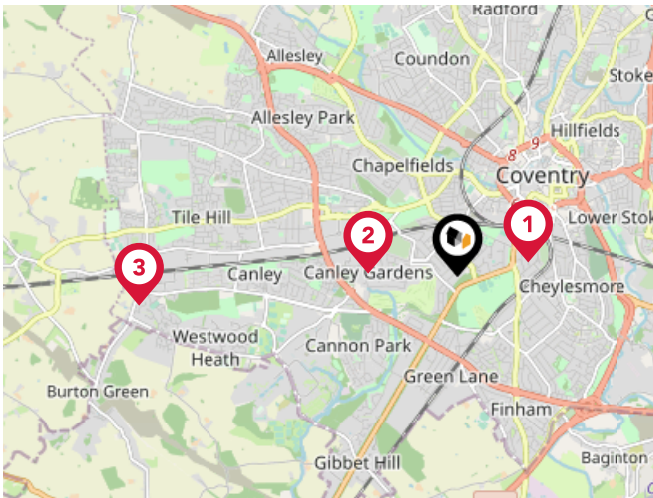 Radford
Allesley
Coundon
Stoke
Allesley Park
Hillfields
9
8
Chapelfields
Coventry
Tile Hill
1
Lower Stok
2
3
Canley
Canley Gardens
Cheylesmore
Westwood
Heath
Cannon Park
Green Lane
Burton Green
Finham
Gibbet Hill
Baginton